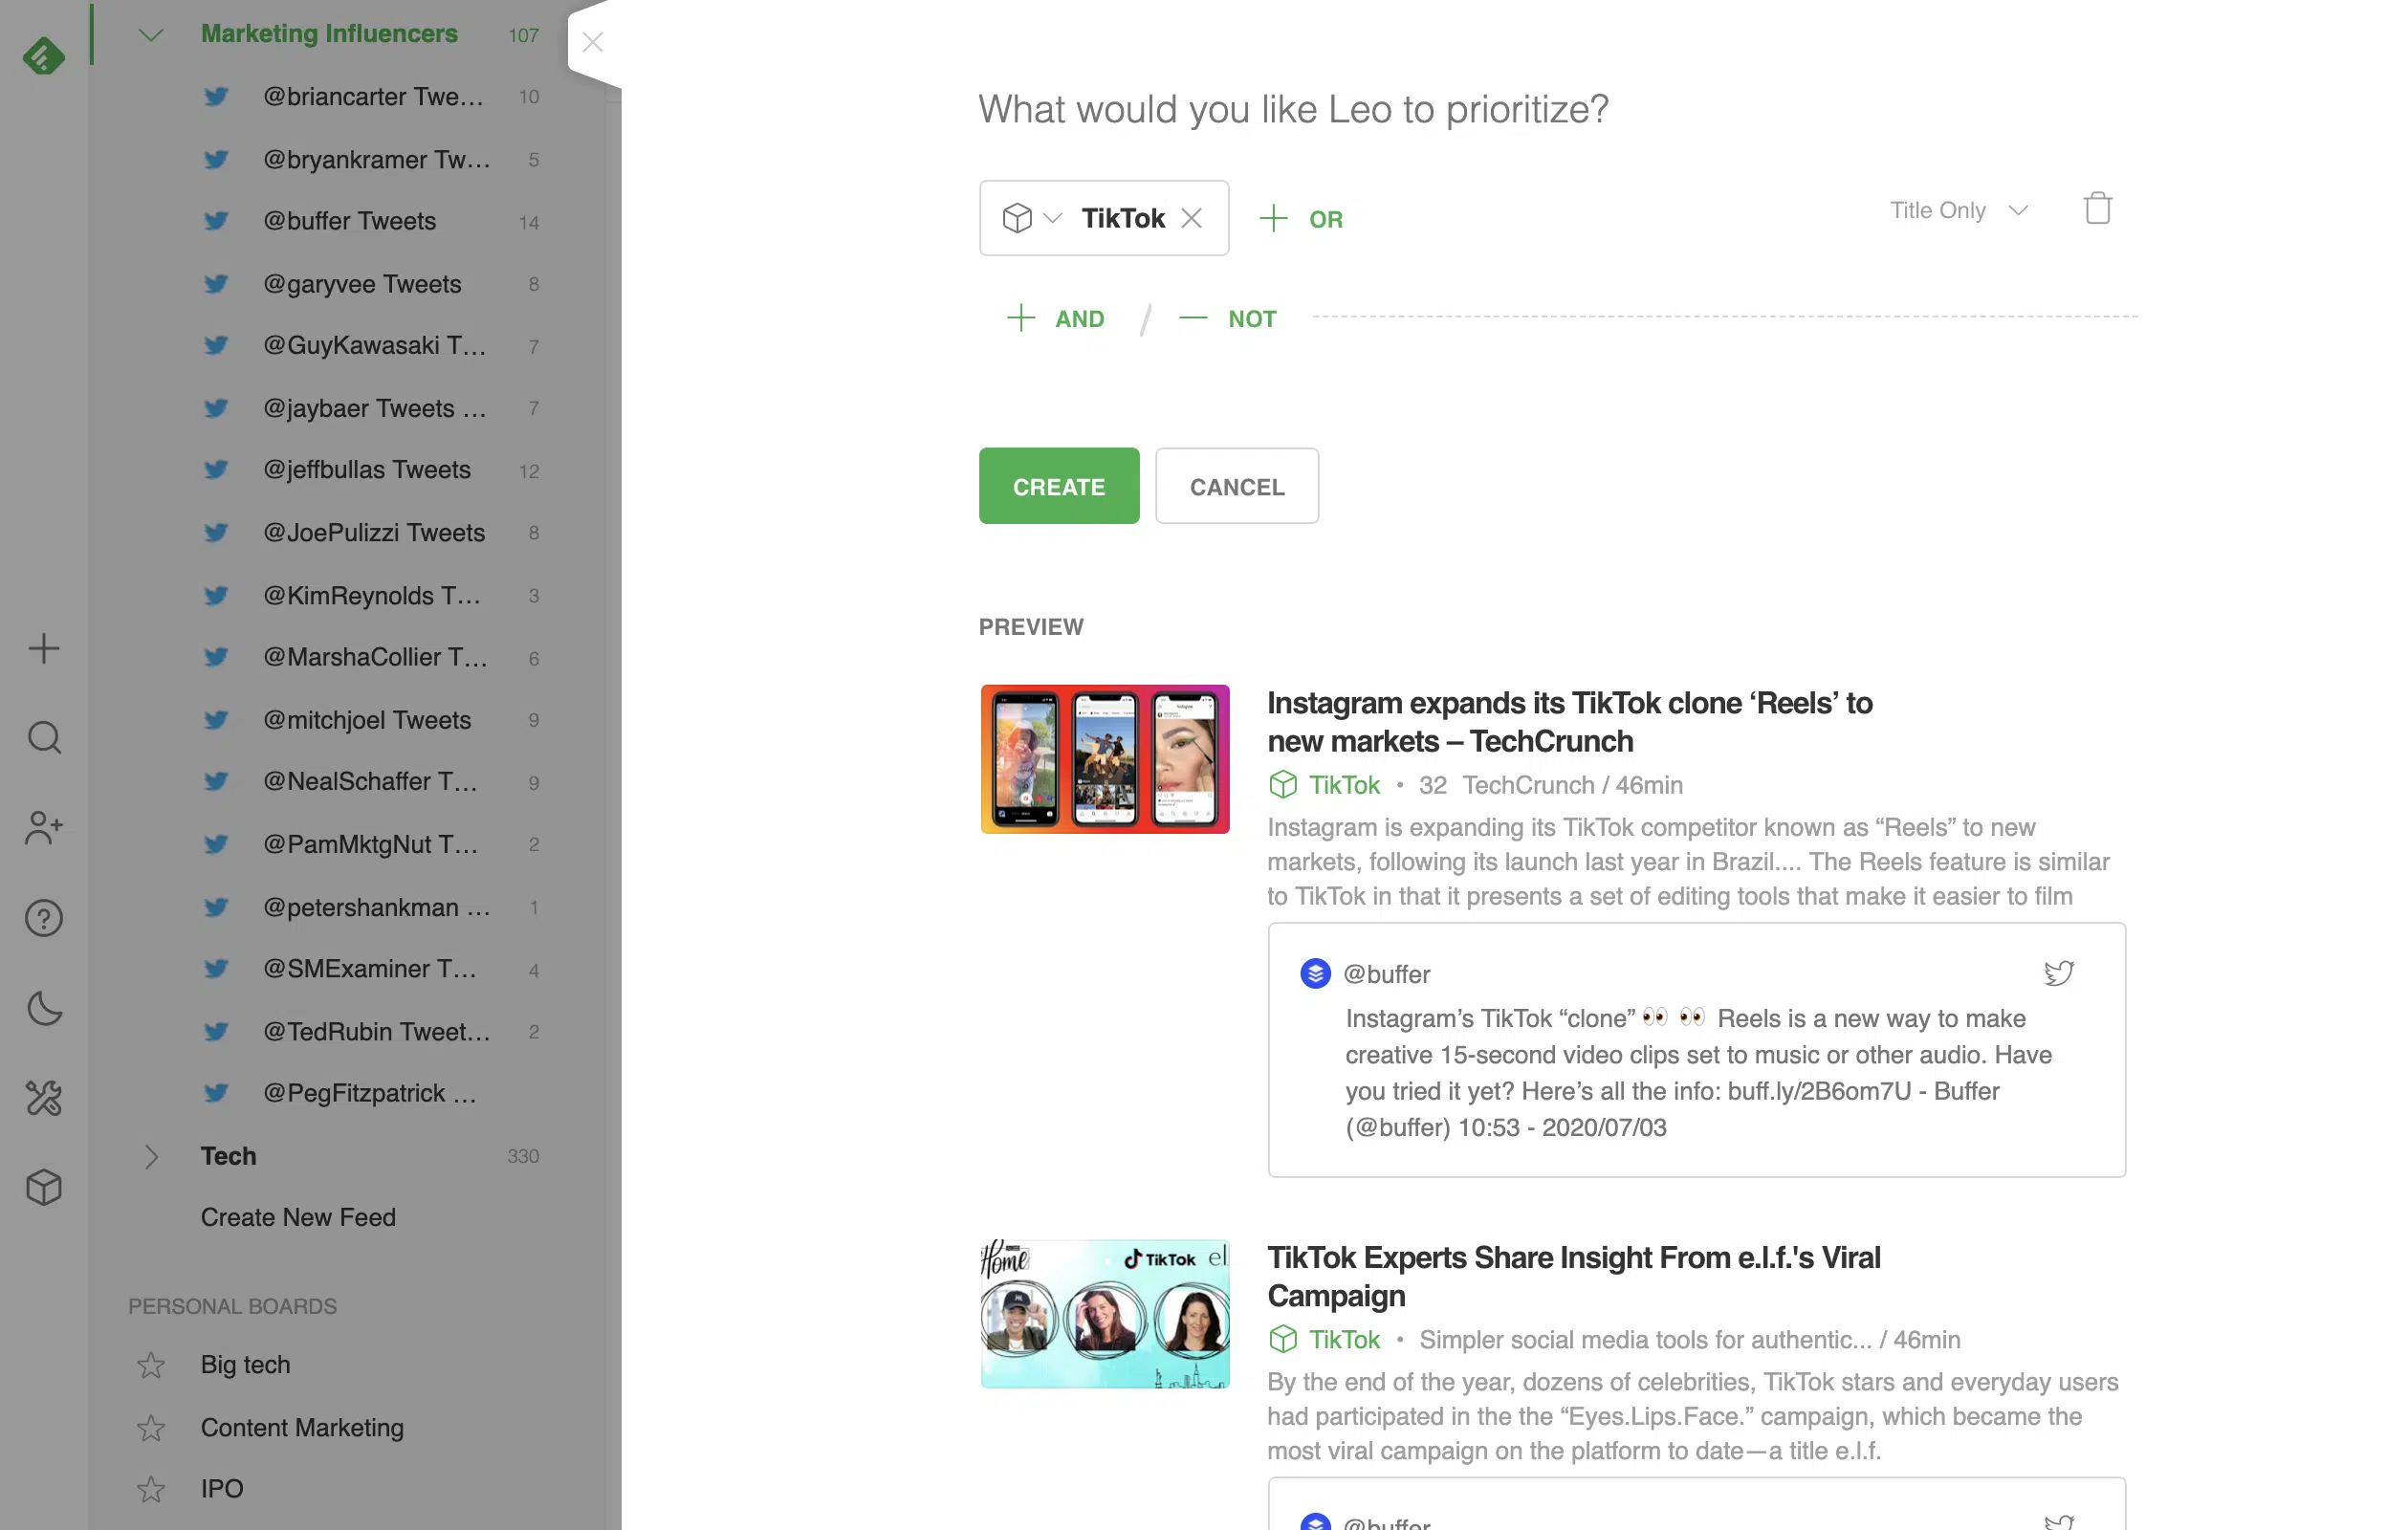 Marketing Influencers 107
@briancarter Twe... 10
@bryankramer Tw... 5
@buffer Tweets 14
@garyvee Tweets 8
@GuyKawasaki T... 7
@jaybaer Tweets ... 7
@jeffbullas Tweets 12
@JoePulizzi Tweets 8
@KimReynolds T... 3
@MarshaCollier T... 6
@mitchjoel Tweets 9
@NealSchaffer T... 9
@PamMktgNut T... 2
@petershankman ... 1
@SMExaminer T... 4
@TedRubin Tweet... 2
@PegFitzpatrick ...
Tech 330
Create New Feed
PERSONAL BOARDS
Big tech
Content Marketing
IPO
What would you like Leo to prioritize?
TikTok
OR
Title Only
AND / NOT
CREATE
CANCEL
PREVIEW
Instagram expands its TikTok clone ‘Reels’ to
new markets – TechCrunch
TikTok • 32 TechCrunch / 46min
Instagram is expanding its TikTok competitor known as “Reels” to new
markets, following its launch last year in Brazil.... The Reels feature is similar
to TikTok in that it presents a set of editing tools that make it easier to film
@buffer
Instagram’s TikTok “clone” 👀 👀 Reels is a new way to make
creative 15-second video clips set to music or other audio. Have
you tried it yet? Here’s all the info: buff.ly/2B6om7U - Buffer
(@buffer) 10:53 - 2020/07/03
Home
TikTok e.l.
TikTok Experts Share Insight From e.l.f.'s Viral
Campaign
TikTok • Simpler social media tools for authentic... / 46min
By the end of the year, dozens of celebrities, TikTok stars and everyday users
had participated in the the “Eyes.Lips.Face.” campaign, which became the
most viral campaign on the platform to date—a title e.l.f.
@buffer